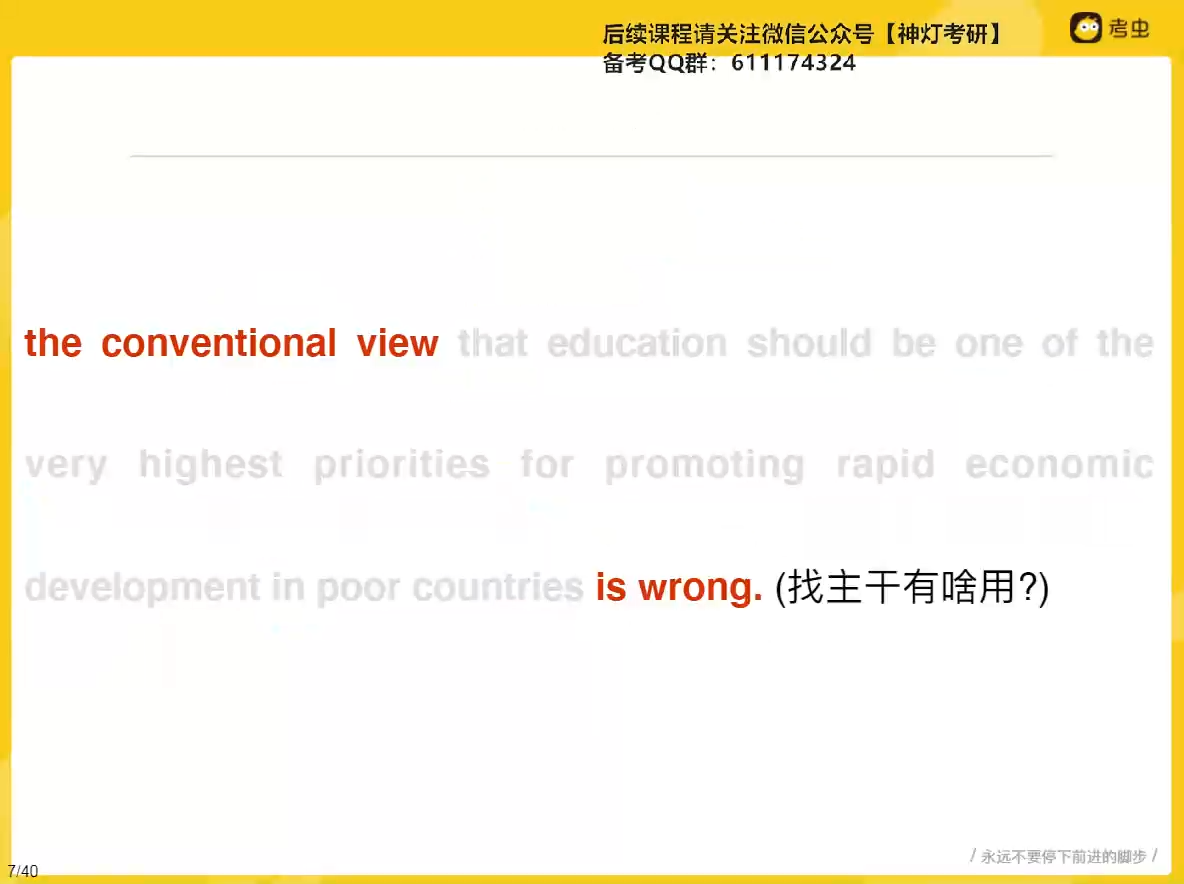 后续课程请关注微信公众号【神灯考研】
备考QQ群：611174324
考虫
the conventional view that education should be one of the
very highest priorities for promoting rapid economic
development in poor countries is wrong. (找主干有啥用?)
/ 永远不要停下前进的脚步 /
7/40